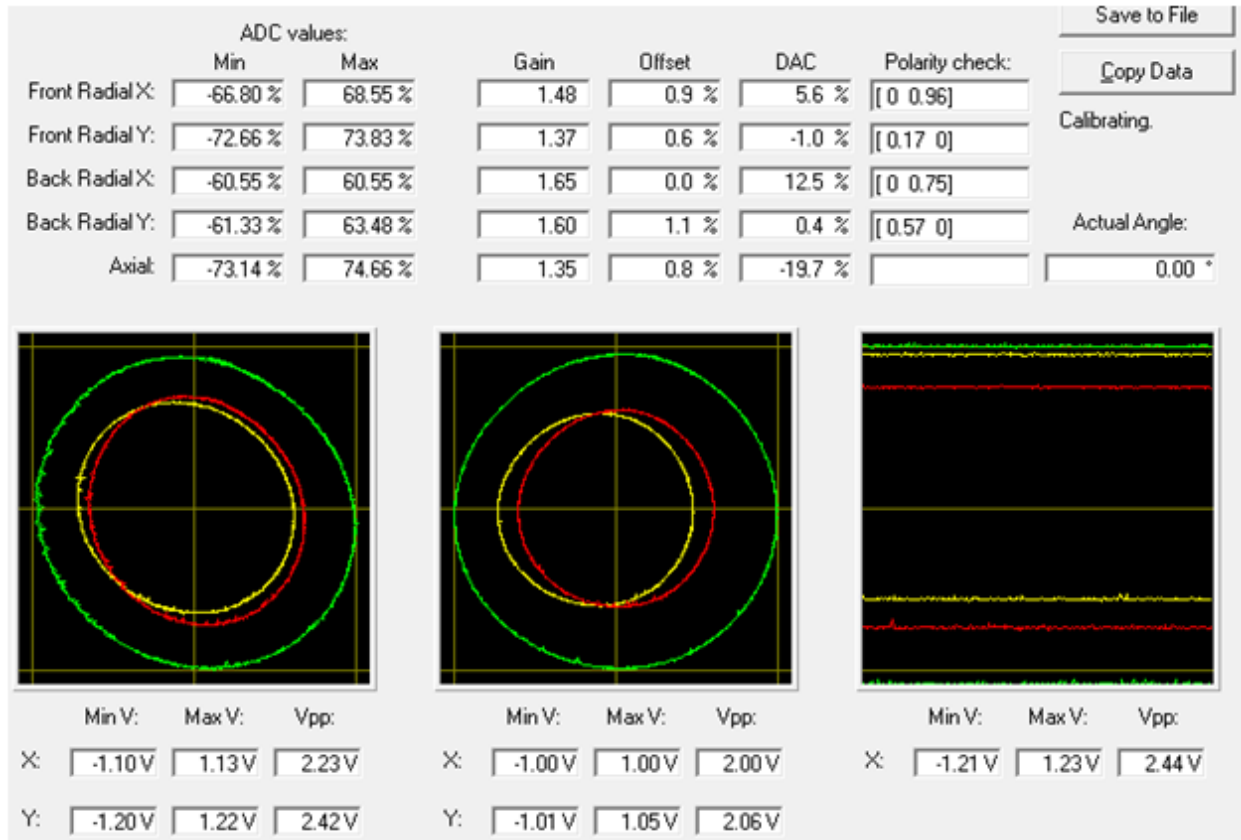 Save to File
ADC values:
Min Max Gain Offset DAC Polarity check:
Copy Data
Front Radial X: -66.80 % 68.55 % 1.48 0.9 % 5.6 % [ 0 0.96]
Calibrating.
Front Radial Y: -72.66 % 73.83 % 1.37 0.6 % -1.0 % [ 0.17 0]
Back Radial X: -60.55 % 60.55 % 1.65 0.0 % 12.5 % [ 0 0.75]
Back Radial Y: -61.33 % 63.48 % 1.60 1.1 % 0.4 % [ 0.57 0]
Actual Angle:
Axial: -73.14 % 74.66 % 1.35 0.8 % -19.7 % 0.00 °
Min V: Max V: Vpp: Min V: Max V: Vpp: Min V: Max V: Vpp:
X: -1.10 V 1.13 V 2.23 V X: -1.00 V 1.00 V 2.00 V X: -1.21 V 1.23 V 2.44 V
Y: -1.20 V 1.22 V 2.42 V Y: -1.01 V 1.05 V 2.06 V